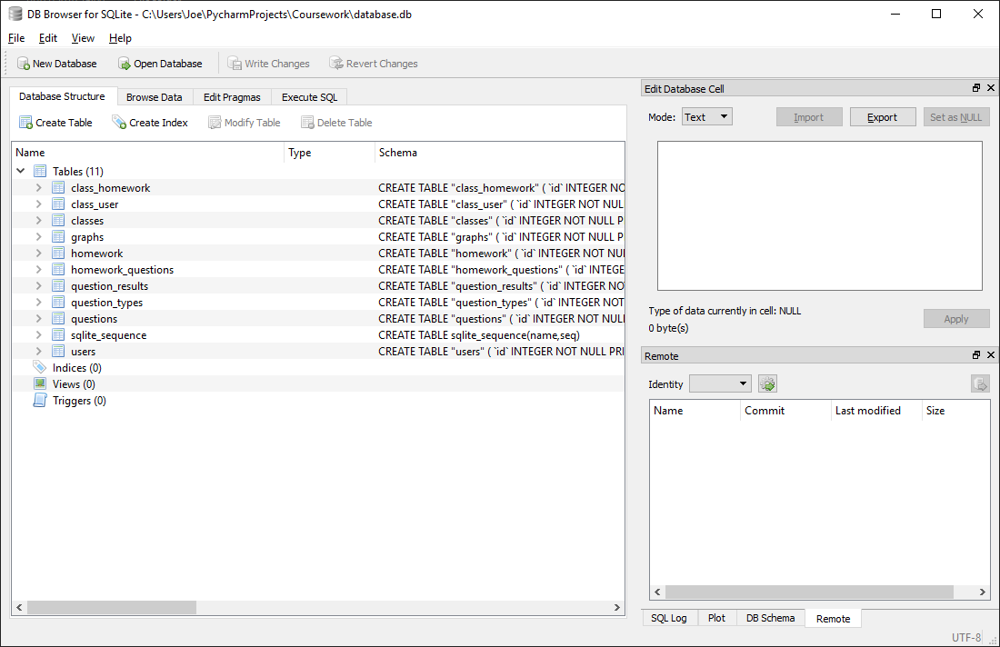 DB Browser for SQLite - C:\Users\Joe\PycharmProjects\Coursework\database.db
File Edit View Help
New Database Open Database Write Changes Revert Changes
Database Structure Browse Data Edit Pragmas Execute SQL
Create Table Create Index Modify Table Delete Table
Name Type Schema
Tables (11)
class_homework CREATE TABLE "class_homework" ( `id` INTEGER NO
class_user CREATE TABLE "class_user" ( `id` INTEGER NOT NUL
classes CREATE TABLE "classes" ( `id` INTEGER NOT NULL PI
graphs CREATE TABLE "graphs" ( `id` INTEGER NOT NULL PI
homework CREATE TABLE "homework" ( `id` INTEGER NOT NUI
homework_questions CREATE TABLE "homework_questions" ( `id` INTEGE
question_results CREATE TABLE "question_results" ( `id` INTEGER NO
question_types CREATE TABLE "question_types" ( `id` INTEGER NOT
questions CREATE TABLE "questions" ( `id` INTEGER NOT NULI
sqlite_sequence CREATE TABLE sqlite_sequence(name,seq)
users CREATE TABLE "users" ( `id` INTEGER NOT NULL PRI
Indices (0)
Views (0)
Triggers (0)
Edit Database Cell
Mode: Text Import Export Set as NULL
Type of data currently in cell: NULL
0 byte(s)
Apply
Remote
Identity
Name Commit Last modified Size
SQL Log Plot DB Schema Remote
UTF-8